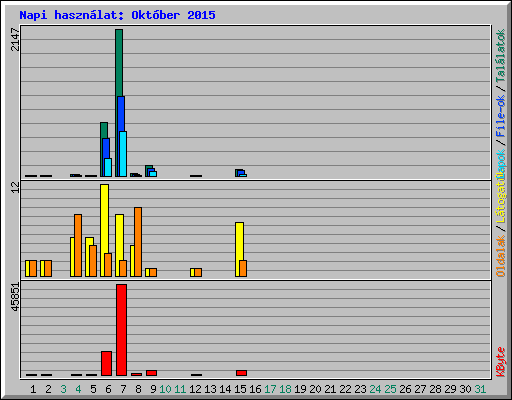 Napi használat: Október 2015
2147
12
45851
Oldalak / Látogatások / Lapok / File-ok / Találatok
KByte
1 2 3 4 5 6 7 8 9 10 11 12 13 14 15 16 17 18 19 20 21 22 23 24 25 26 27 28 29 30 31